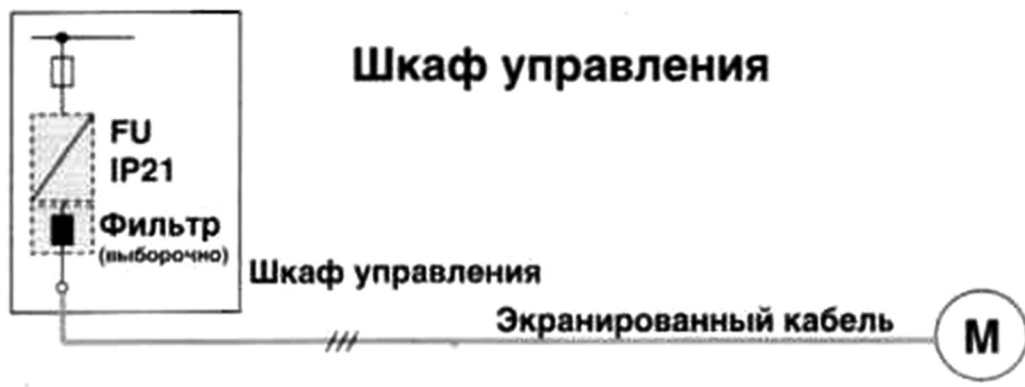 Шкаф управления
FU
IP21
Фильтр
(выборочно)
Шкаф управления
Экранированный кабель
M